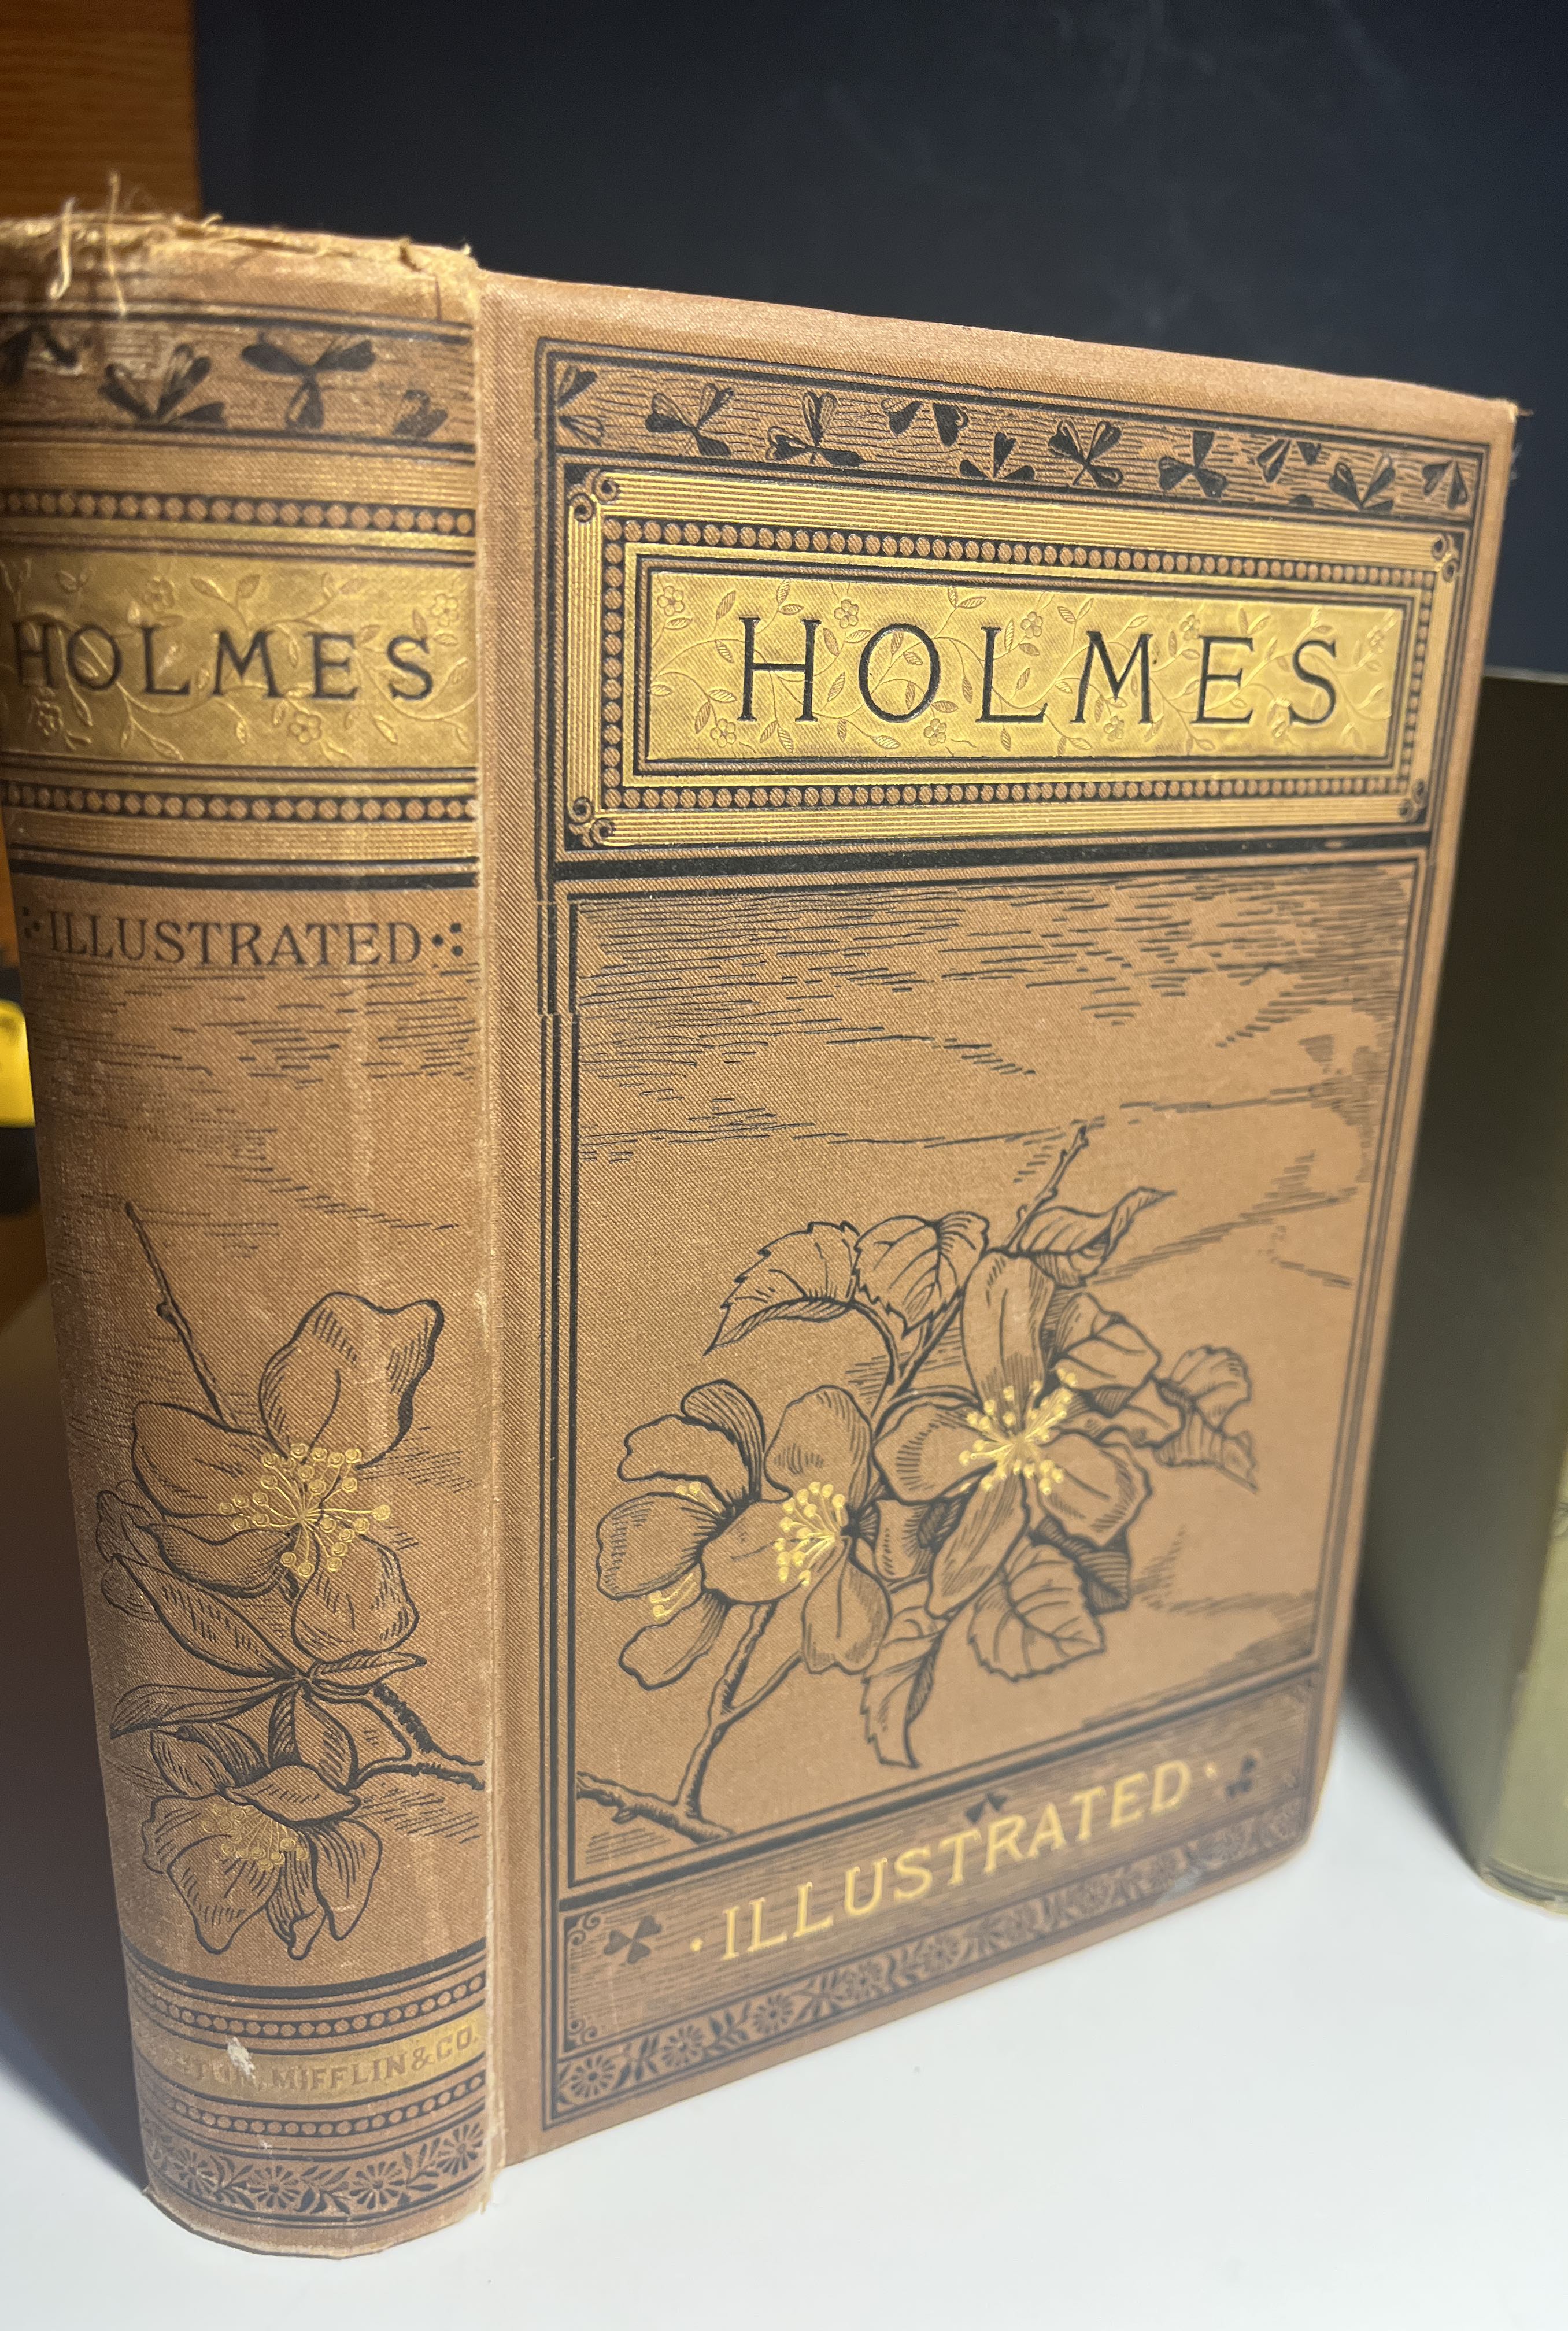 HOLMES
·ILLUSTRATED·
MIFFLIN & CO.
HOLMES
·ILLUSTRATED·